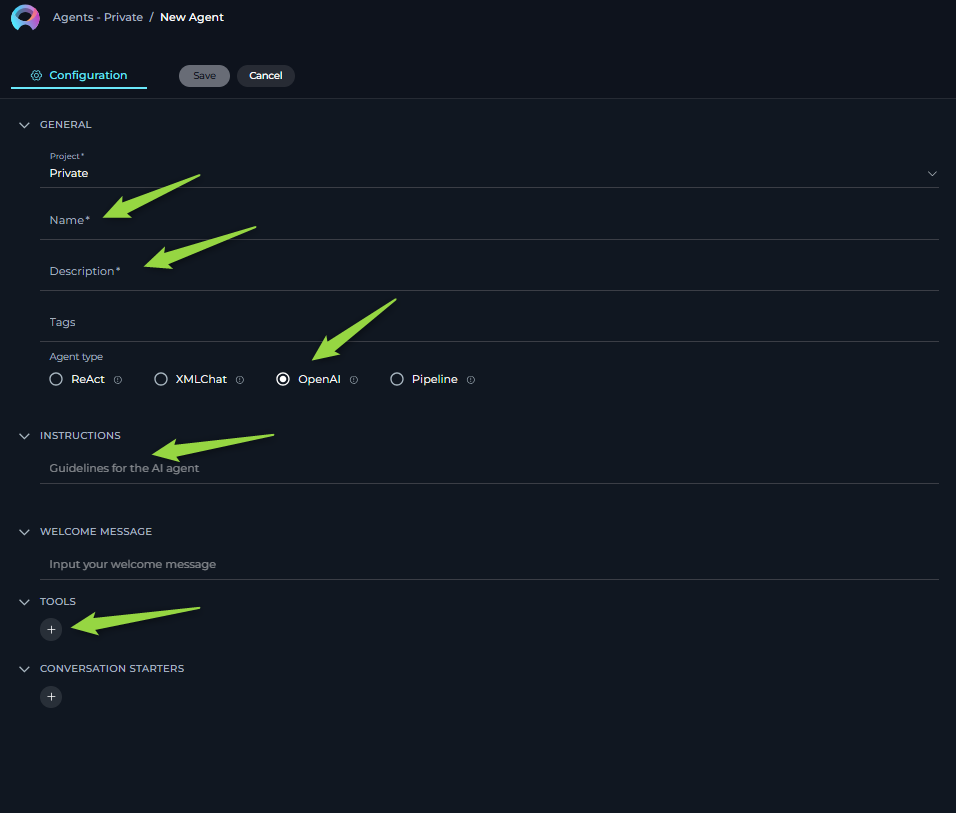 Agents - Private / New Agent
Configuration Save Cancel
GENERAL
Project*
Private
Name*
Description*
Tags
Agent type
ReAct XMLChat OpenAI Pipeline
INSTRUCTIONS
Guidelines for the AI agent
WELCOME MESSAGE
Input your welcome message
TOOLS
+
CONVERSATION STARTERS
+